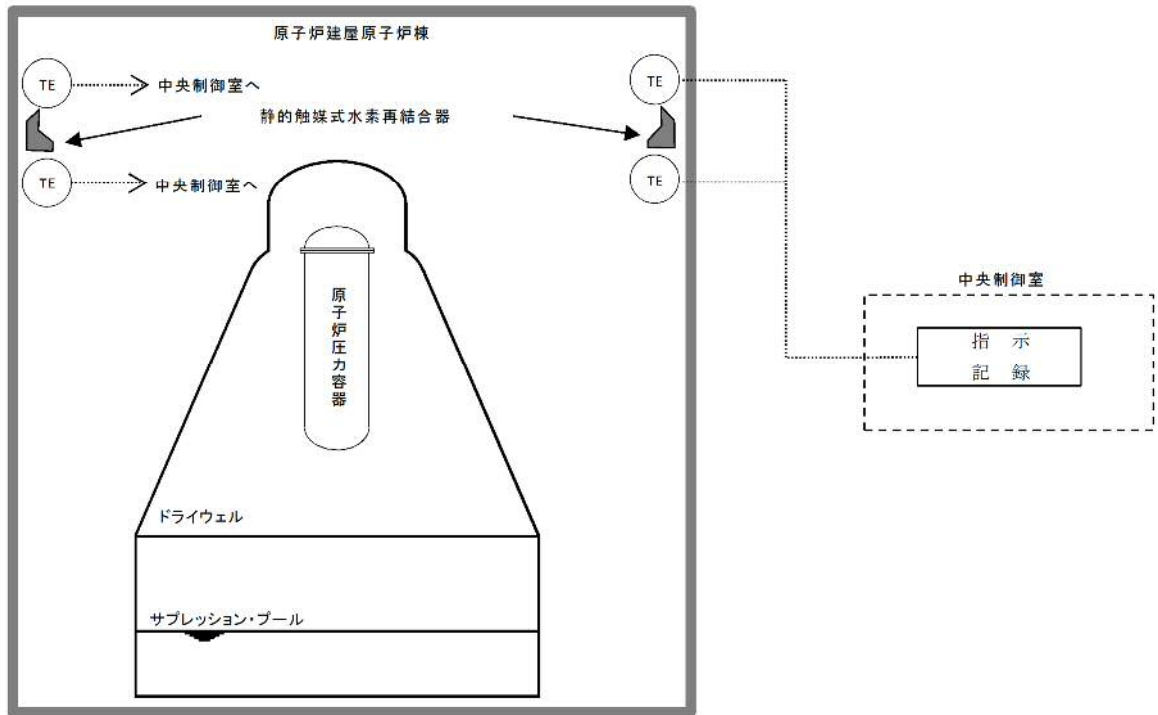 原子炉建屋原子炉棟
TE
中央制御室へ
TE
静的触媒式水素再結合器
TE
中央制御室へ
TE
原子炉圧力容器
中央制御室
指 示
記 録
ドライウェル
サプレッション・プール